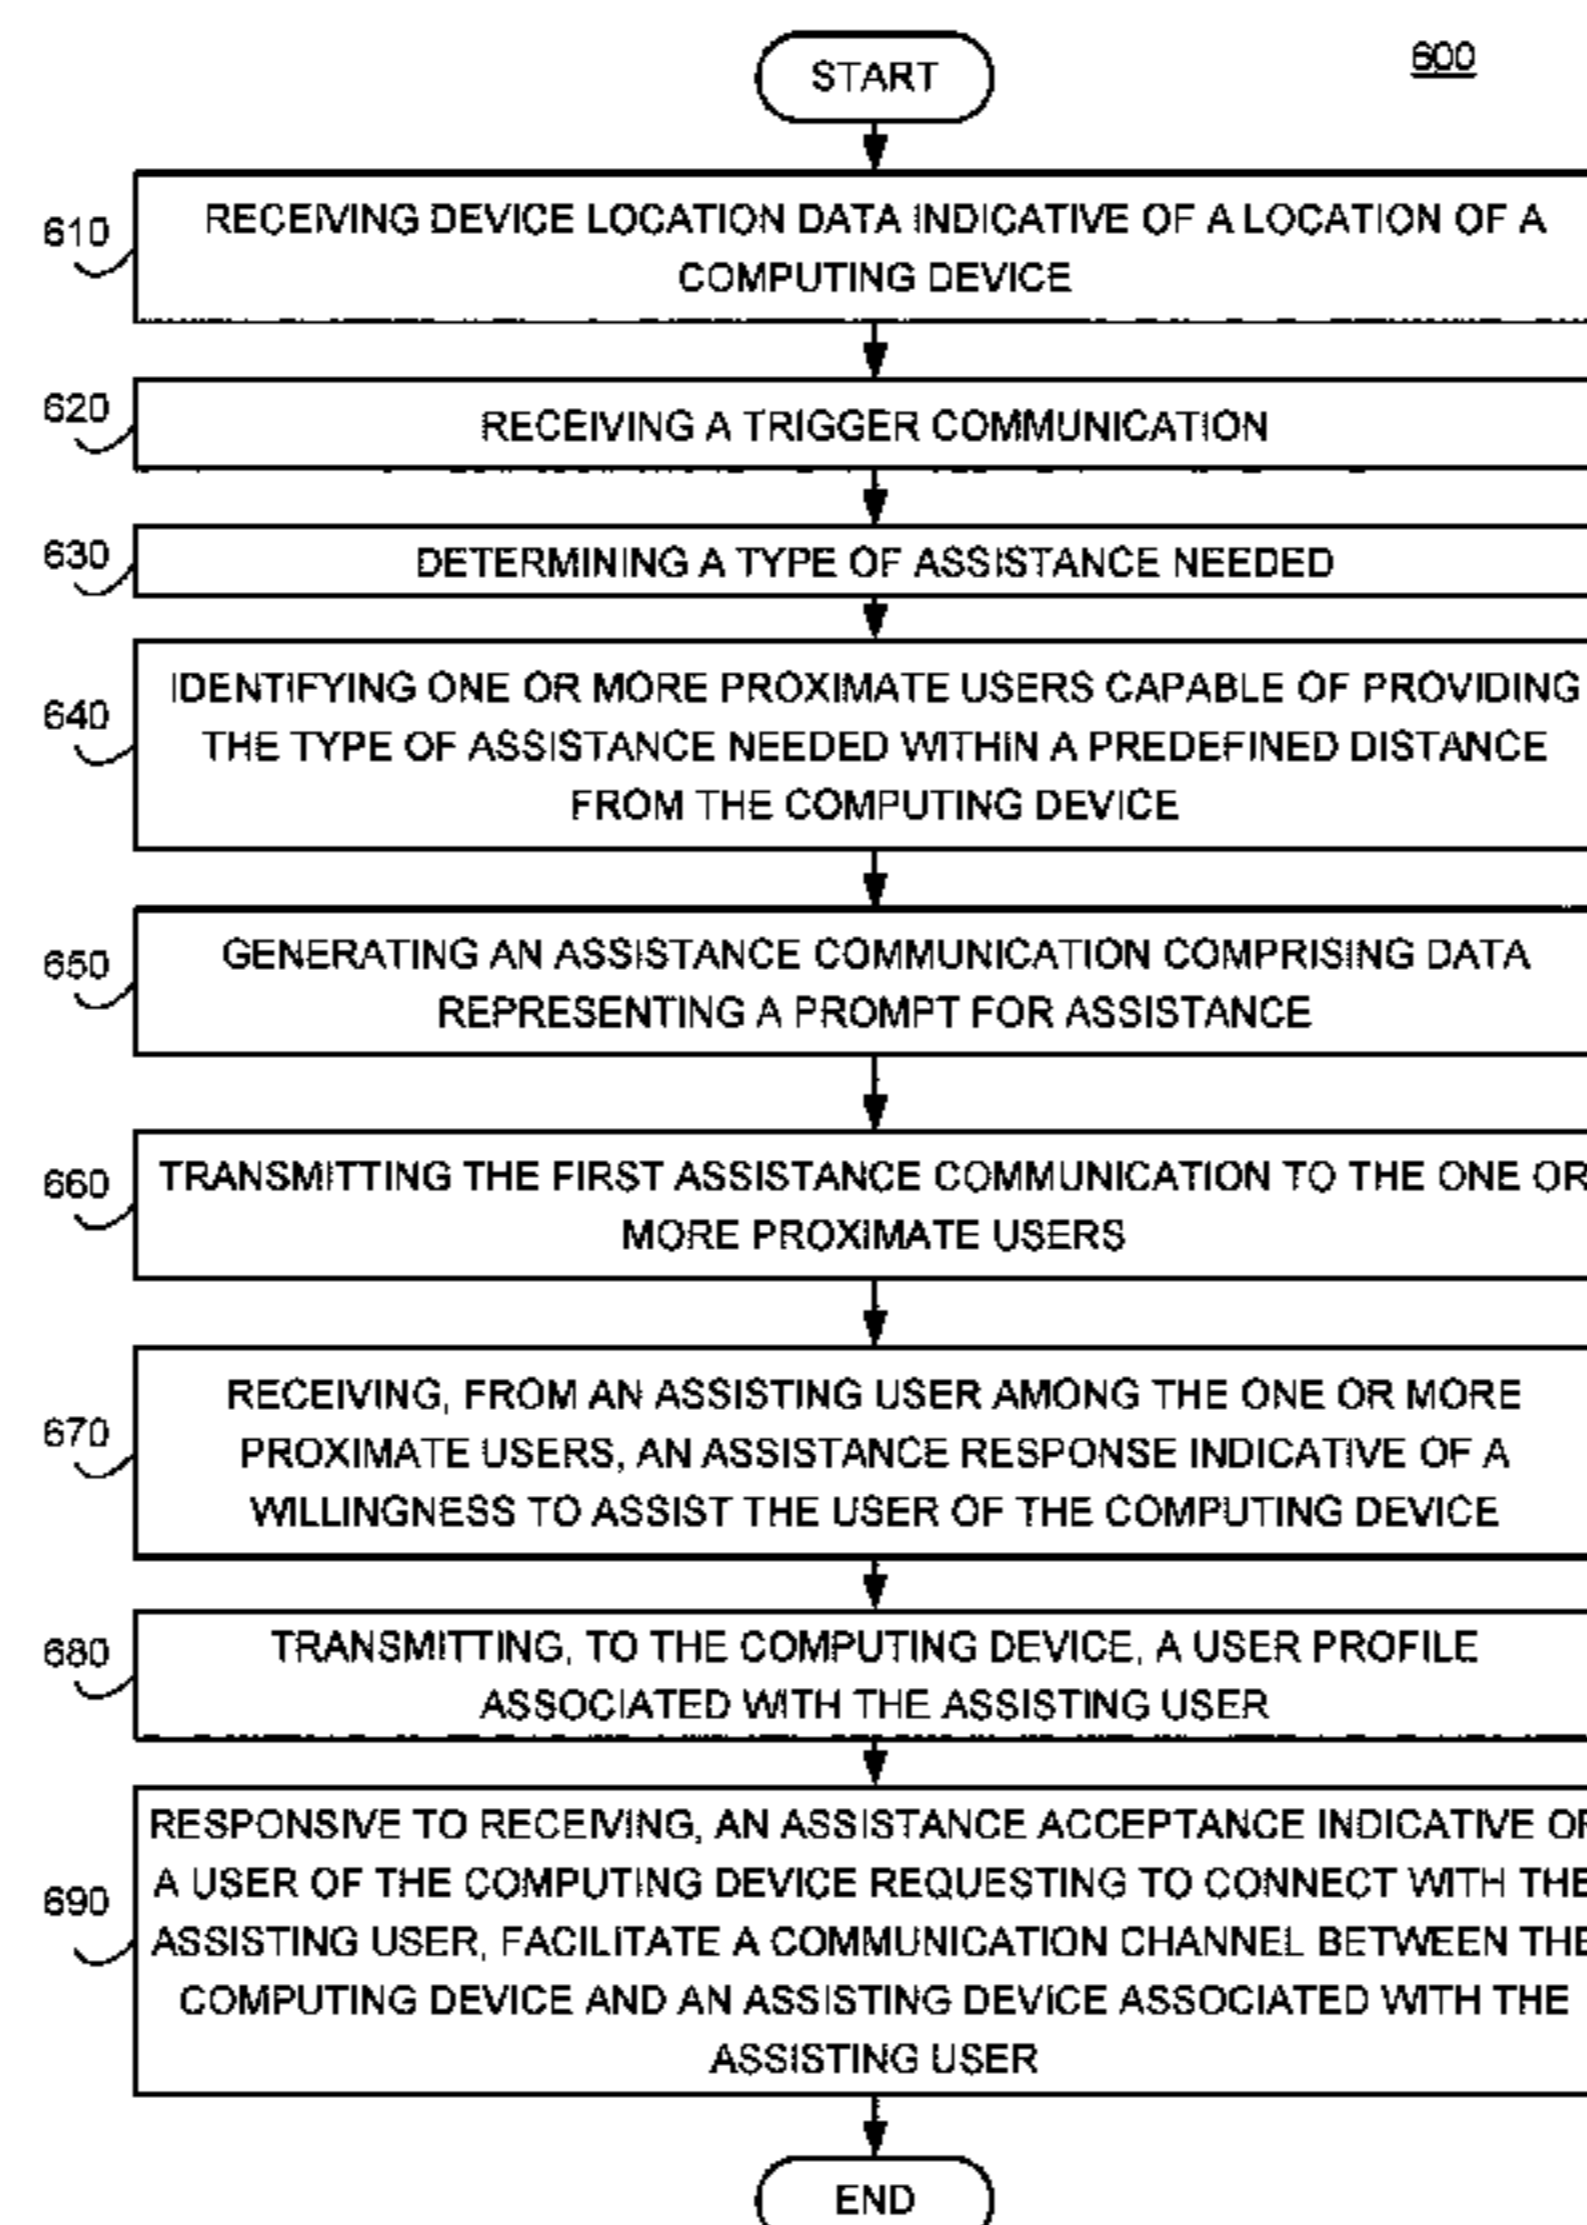 START
600
610
RECEIVING DEVICE LOCATION DATA INDICATIVE OF A LOCATION OF A
COMPUTING DEVICE
620
RECEIVING A TRIGGER COMMUNICATION
630
DETERMINING A TYPE OF ASSISTANCE NEEDED
640
IDENTIFYING ONE OR MORE PROXIMATE USERS CAPABLE OF PROVIDING
THE TYPE OF ASSISTANCE NEEDED WITHIN A PREDEFINED DISTANCE
FROM THE COMPUTING DEVICE
650
GENERATING AN ASSISTANCE COMMUNICATION COMPRISING DATA
REPRESENTING A PROMPT FOR ASSISTANCE
660
TRANSMITTING THE FIRST ASSISTANCE COMMUNICATION TO THE ONE OR
MORE PROXIMATE USERS
670
RECEIVING, FROM AN ASSISTING USER AMONG THE ONE OR MORE
PROXIMATE USERS, AN ASSISTANCE RESPONSE INDICATIVE OF A
WILLINGNESS TO ASSIST THE USER OF THE COMPUTING DEVICE
680
TRANSMITTING, TO THE COMPUTING DEVICE, A USER PROFILE
ASSOCIATED WITH THE ASSISTING USER
690
RESPONSIVE TO RECEIVING, AN ASSISTANCE ACCEPTANCE INDICATIVE
A USER OF THE COMPUTING DEVICE REQUESTING TO CONNECT WITH THE
ASSISTING USER, FACILITATE A COMMUNICATION CHANNEL BETWEEN THE
COMPUTING DEVICE AND AN ASSISTING DEVICE ASSOCIATED WITH THE
ASSISTING USER
END